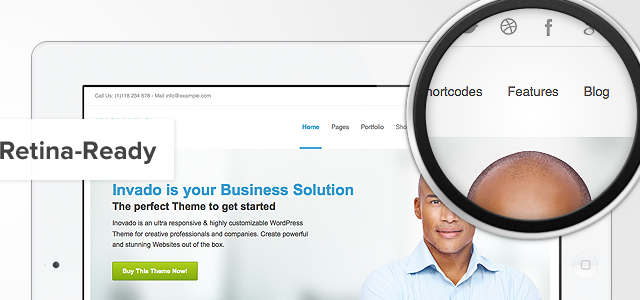 Call Us: (1)118 234 678 - Mail info@example.com
Home Pages Portfolio
Features Blog
Retina-Ready
Invado is your Business Solution
The perfect Theme to get started
Inovado is an ultra responsive & highly customizable WordPress
Theme for creative professionals and companies. Create powerful
and stunning Websites out of the box.
Buy This Theme Now!